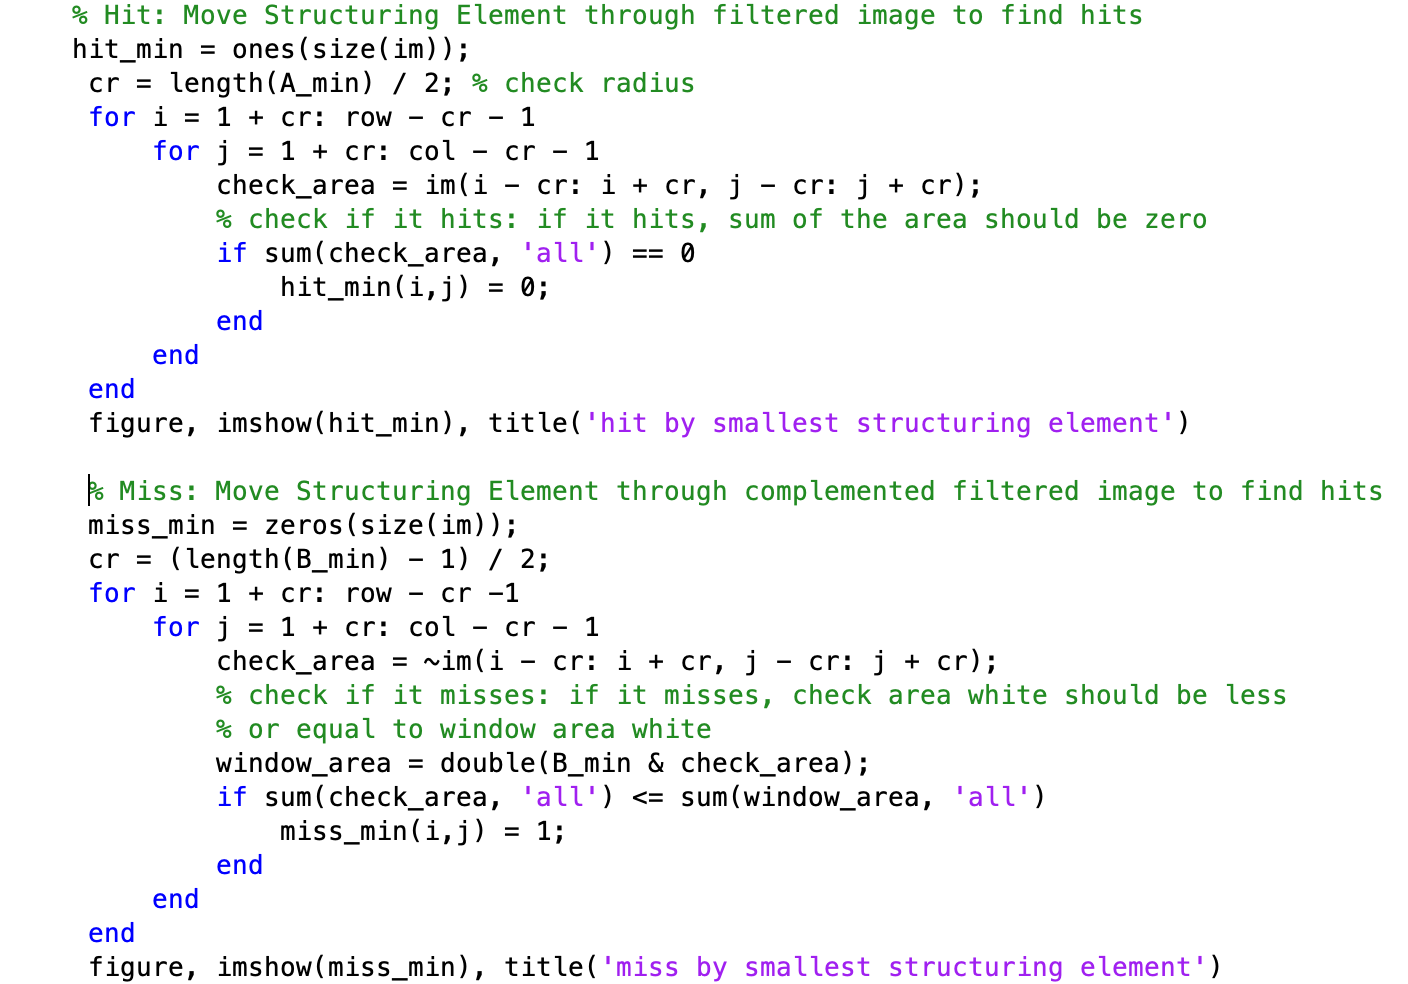 % Hit: Move Structuring Element through filtered image to find hits
hit_min = ones(size(im));
cr = length(A_min) / 2; % check radius
for i = 1 + cr: row - cr - 1
for j = 1 + cr: col - cr - 1
check_area = im(i - cr: i + cr, j - cr: j + cr);
% check if it hits: if it hits, sum of the area should be zero
if sum(check_area, 'all') == 0
hit_min(i,j) = 0;
end
end
end
figure, imshow(hit_min), title('hit by smallest structuring element')
% Miss: Move Structuring Element through complemented filtered image to find hits
miss_min = zeros(size(im));
cr = (length(B_min) - 1) / 2;
for i = 1 + cr: row - cr -1
for j = 1 + cr: col - cr - 1
check_area = ~im(i - cr: i + cr, j - cr: j + cr);
% check if it misses: if it misses, check area white should be less
% or equal to window area white
window_area = double(B_min & check_area);
if sum(check_area, 'all') <= sum(window_area, 'all')
miss_min(i,j) = 1;
end
end
end
figure, imshow(miss_min), title('miss by smallest structuring element')